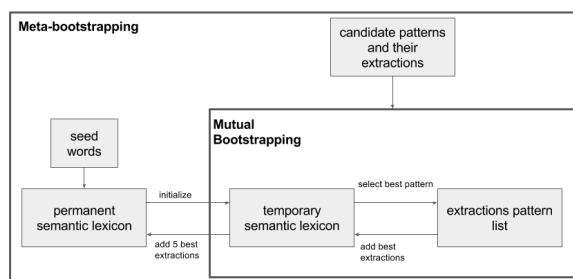 Meta-bootstrapping
candidate patterns
and their
extractions
Mutual
Bootstrapping
seed
words
initialize
select best pattern
permanent
semantic lexicon
temporary
semantic lexicon
extractions pattern
list
add 5 best
extractions
add best
extractions